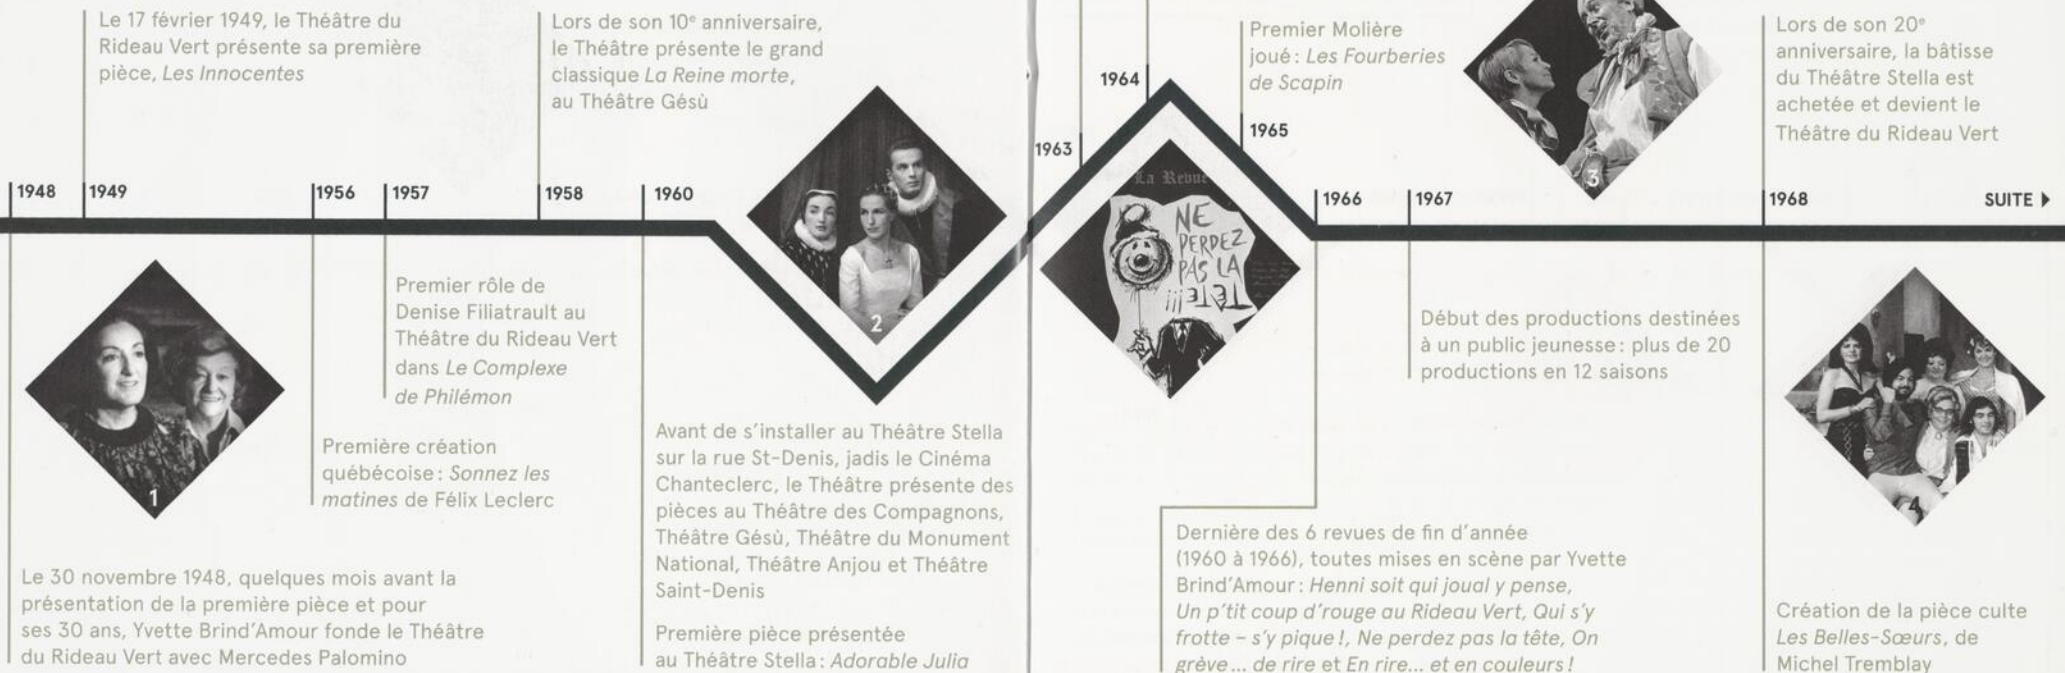 Le 17 février 1949, le Théâtre du
Rideau Vert présente sa première
pièce, Les Innocentes
Lors de son 10e anniversaire,
le Théâtre présente le grand
classique La Reine morte,
au Théâtre Gésù
Premier Molière
joué : Les Fourberies
de Scapin
Lors de son 20e
anniversaire, la bâtisse
du Théâtre Stella est
achetée et devient le
Théâtre du Rideau Vert
1948
1949
1956
1957
1958
1960
1963
1964
1965
1966
1967
1968
SUITE
1
2
3
4
La Revue
NE
PERDEZ
PAS LA
TÊTE!!!
Premier rôle de
Denise Filiatrault au
Théâtre du Rideau Vert
dans Le Complexe
de Philémon
Première création
québécoise : Sonnez les
matines de Félix Leclerc
Le 30 novembre 1948, quelques mois avant la
présentation de la première pièce et pour
ses 30 ans, Yvette Brind'Amour fonde le Théâtre
du Rideau Vert avec Mercedes Palomino
Avant de s'installer au Théâtre Stella
sur la rue St-Denis, jadis le Cinéma
Chanteclerc, le Théâtre présente des
pièces au Théâtre des Compagnons,
Théâtre Gésù, Théâtre du Monument
National, Théâtre Anjou et Théâtre
Saint-Denis
Première pièce présentée
au Théâtre Stella : Adorable Julia
Début des productions destinées
à un public jeunesse : plus de 20
productions en 12 saisons
Dernière des 6 revues de fin d'année
(1960 à 1966), toutes mises en scène par Yvette
Brind'Amour : Henni soit qui joual y pense,
Un p'tit coup d'rouge au Rideau Vert, Qui s'y
frotte – s'y pique !, Ne perdez pas la tête, On
grève... de rire et En rire... et en couleurs !
Création de la pièce culte
Les Belles-Sœurs, de
Michel Tremblay